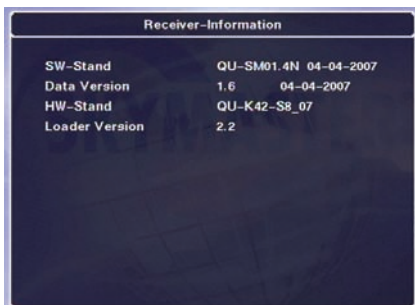 Receiver-Information
SW-Stand QU-SM01.4N 04-04-2007
Data Version 1.6 04-04-2007
HW-Stand QU-K42-S8_07
Loader Version 2.2
SKYMASTER